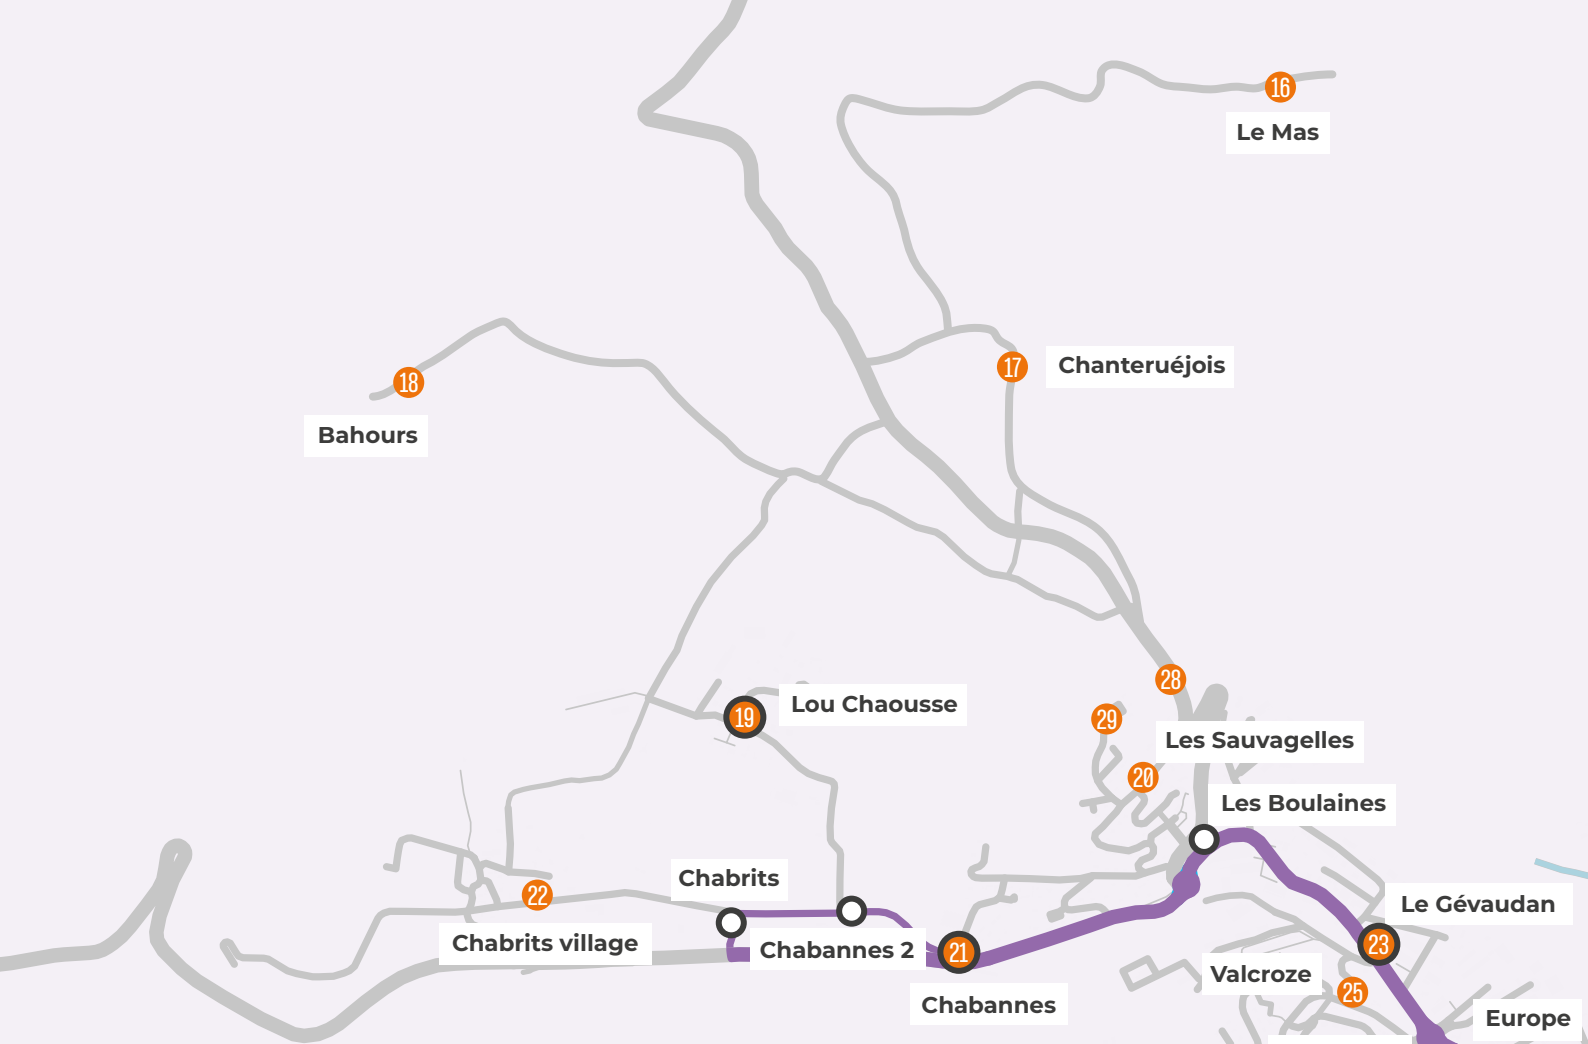 16
Le Mas
17
Chanteruéjois
18
Bahours
28
19
Lou Chaousse
29
Les Sauvagelles
20
Les Boulaines
Chabrits
22
Le Gévaudan
Chabrits village
Chabannes 2
21
23
Valcroze
25
Chabannes
Europe